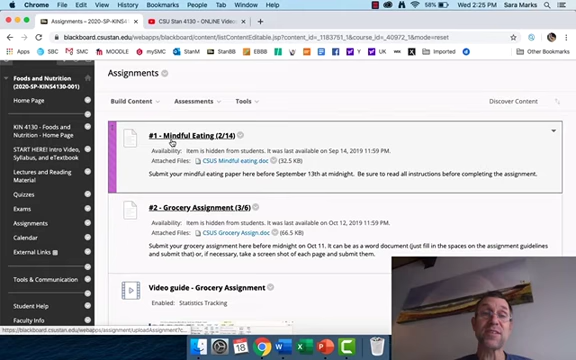 Chrome File Edit View History Bookmarks People Tab Window Help
58% Wed 2:25 PM Sara Marks
Assignments – 2020-SP-KINS4
CSU Stan 4130 - ONLINE Video
blackboard.csustan.edu/webapps/blackboard/content/listContentEditable.jsp?content_id=_1183751_1&course_id=_40972_1&mode=reset
Apps SB SMC MOODLE mySMC StanBB EBB StanMail Other Bookmarks
Foods and Nutrition
(2020-SP-KINS4130-001)
Home Page
KIN 4130 - Foods and
Nutrition - Home Page
START HERE! Intro Video,
Syllabus, and eTextbook
Lectures and Reading
Material
Quizzes
Exams
Assignments
Calendar
External Links
Tools & Communication
Student Help
Faculty Info
Assignments
Build Content Assessments Tools Discover Content
#1 - Mindful Eating (2/14)
Availability: Item is hidden from students. It was last available on Sep 14, 2019 11:59 PM.
Attached Files: CSUS Mindful eating.doc (32.5 KB)
Submit your mindful eating paper here before September 13th at midnight. Be sure to read all instructions before completing the assignment.
#2 - Grocery Assignment (3/6)
Availability: Item is hidden from students. It was last available on Oct 12, 2019 11:59 PM.
Attached Files: CSUS Grocery Assign.doc (66.5 KB)
Submit your grocery assignment here before midnight on Oct 11. It can be as a word document (just fill in the spaces on the assignment guidelines
and submit that) or, if necessary, take a screen shot of each page and submit them.
Video guide - Grocery Assignment
Enabled: Statistics Tracking
https://blackboard.csustan.edu/webapps/assignment/uploadAssignment?c...